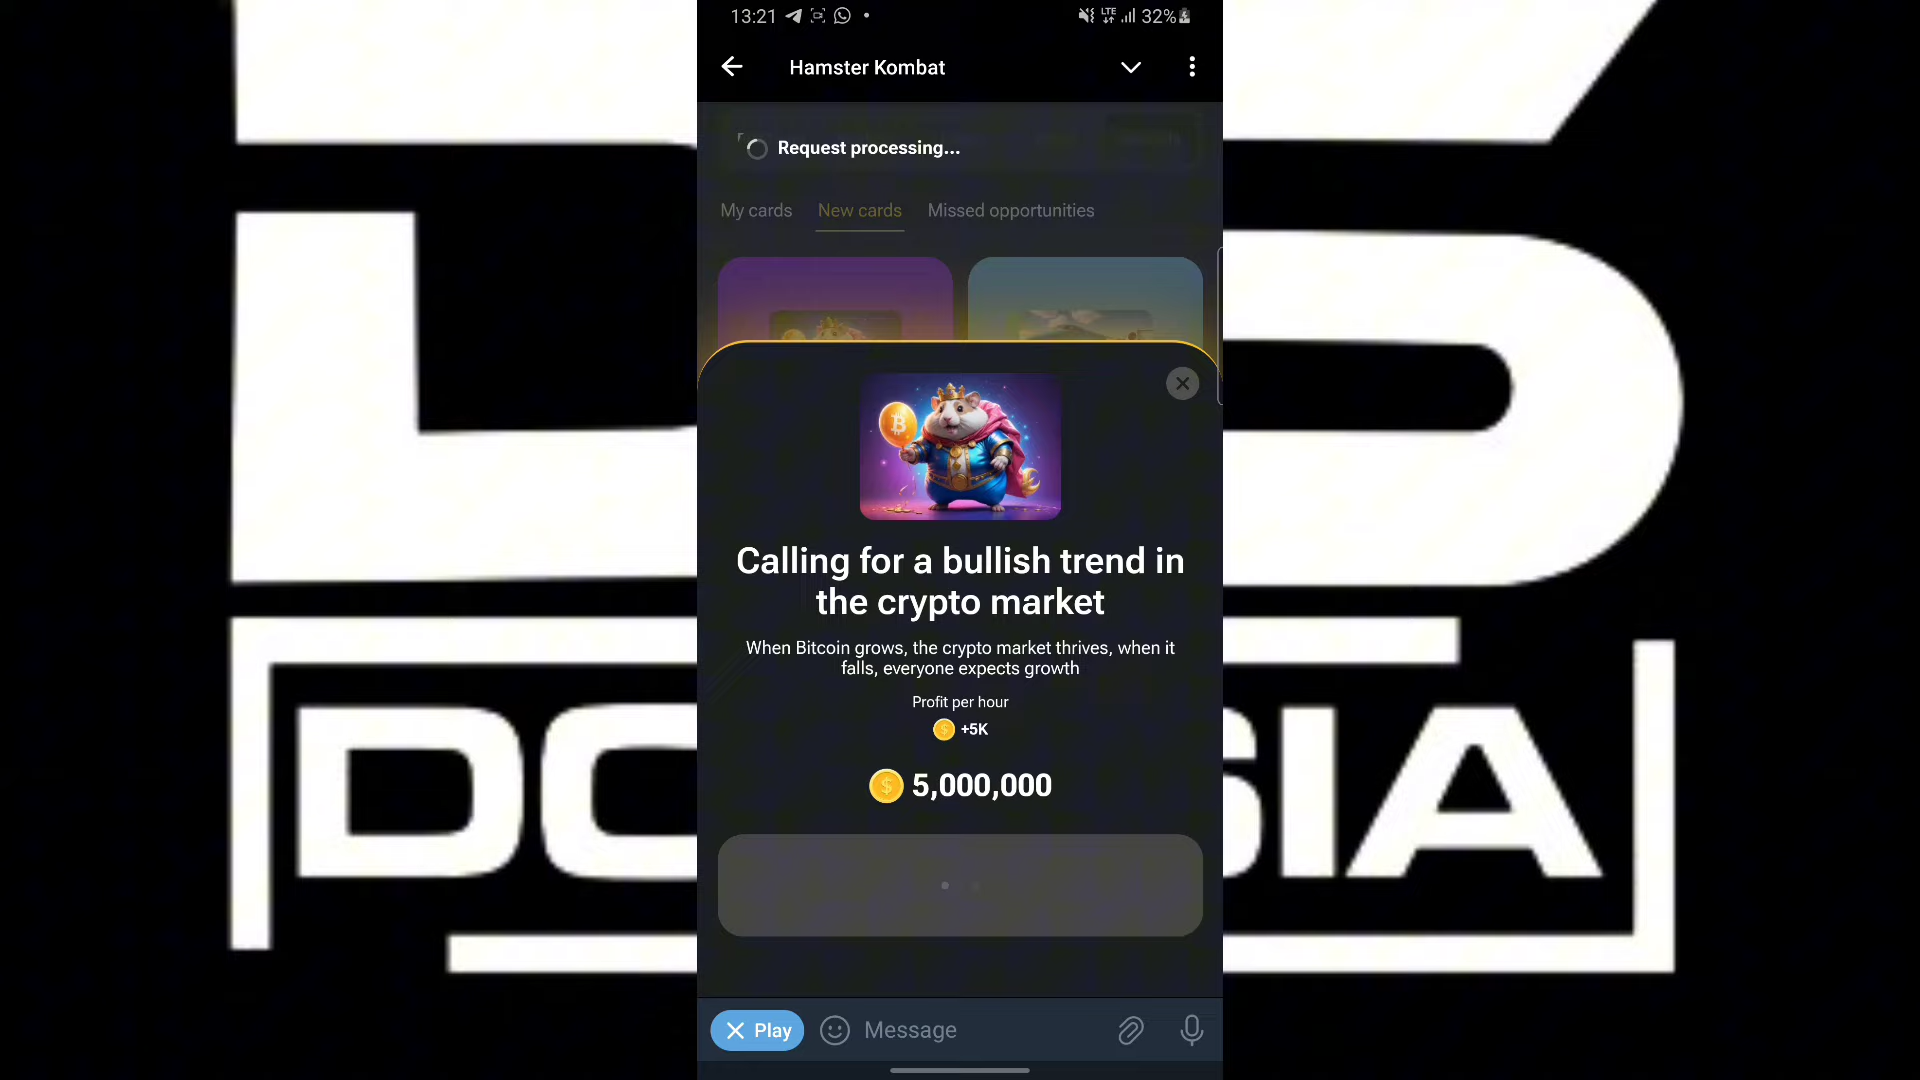 13:21
LTE
32%
Hamster Kombat
Request processing...
My cards New cards Missed opportunities
Calling for a bullish trend in
the crypto market
When Bitcoin grows, the crypto market thrives, when it
falls, everyone expects growth
Profit per hour
+5K
5,000,000
Play
Message